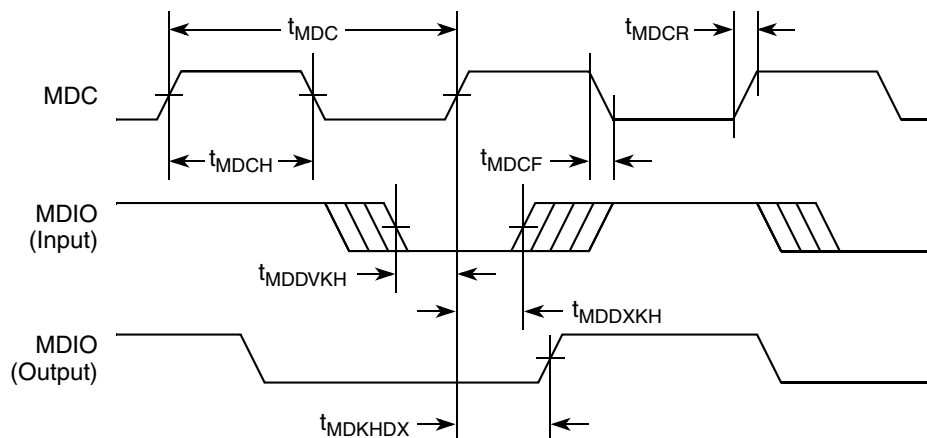 tMDC
tMDCR
MDC
tMDCH
tMDCF
MDIO
(Input)
tMDDVKH
tMDDXKH
MDIO
(Output)
tMDKHDX